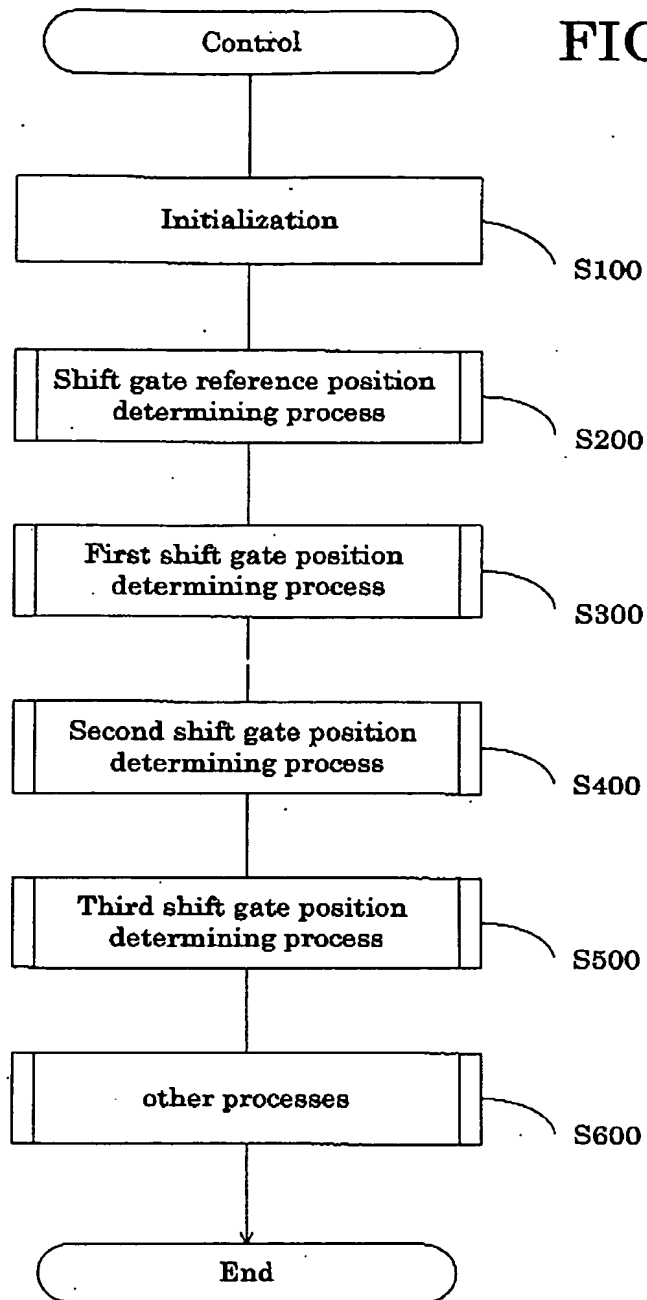 Control
FIG
Initialization
S100
Shift gate reference position
determining process
S200
First shift gate position
determining process
S300
Second shift gate position
determining process
S400
Third shift gate position
determining process
S500
other processes
S600
End